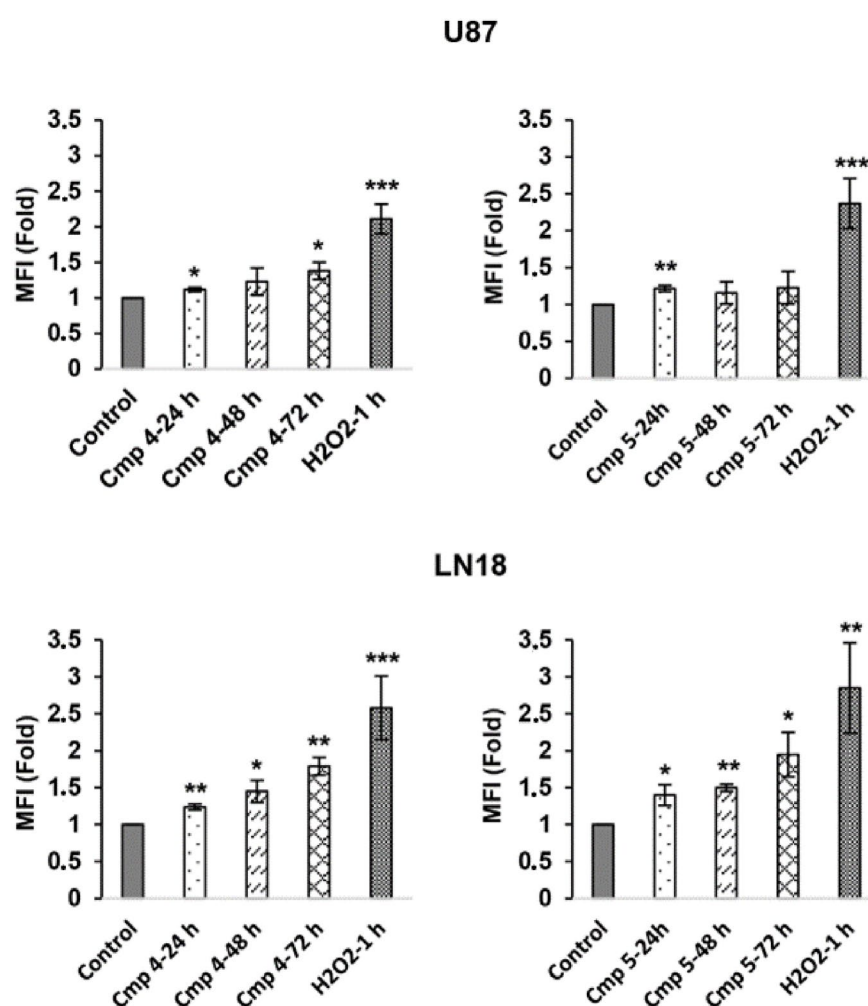 U87
MFI (Fold)
3.5
3
2.5
2
1.5
1
0.5
0
*
*
***
Control
Cmp 4-24 h
Cmp 4-48 h
Cmp 4-72 h
H2O2-1 h
MFI (Fold)
3.5
3
2.5
2
1.5
1
0.5
0
**
***
Control
Cmp 5-24h
Cmp 5-48 h
Cmp 5-72 h
H2O2-1 h
LN18
MFI (Fold)
3.5
3
2.5
2
1.5
1
0.5
0
**
*
**
***
Control
Cmp 4-24 h
Cmp 4-48 h
Cmp 4-72 h
H2O2-1 h
MFI (Fold)
3.5
3
2.5
2
1.5
1
0.5
0
*
**
*
**
Control
Cmp 5-24h
Cmp 5-48 h
Cmp 5-72 h
H2O2-1 h